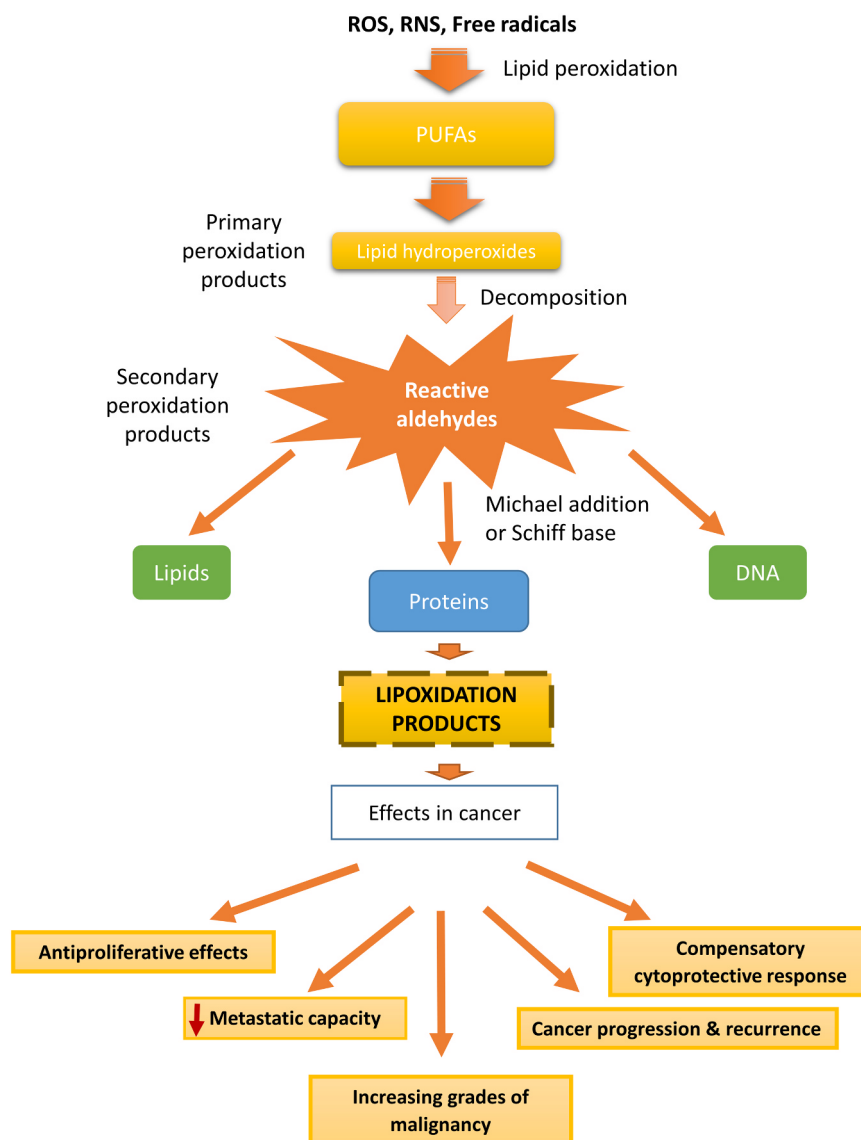 ROS, RNS, Free radicals
Lipid peroxidation
PUFAs
Primary
peroxidation
products
Lipid hydroperoxides
Decomposition
Secondary
peroxidation
products
Reactive
aldehydes
Michael addition
or Schiff base
Lipids
Proteins
DNA
LIPOXIDATION
PRODUCTS
Effects in cancer
Antiproliferative effects
Compensatory
cytoprotective response
Metastatic capacity
Cancer progression & recurrence
Increasing grades of
malignancy